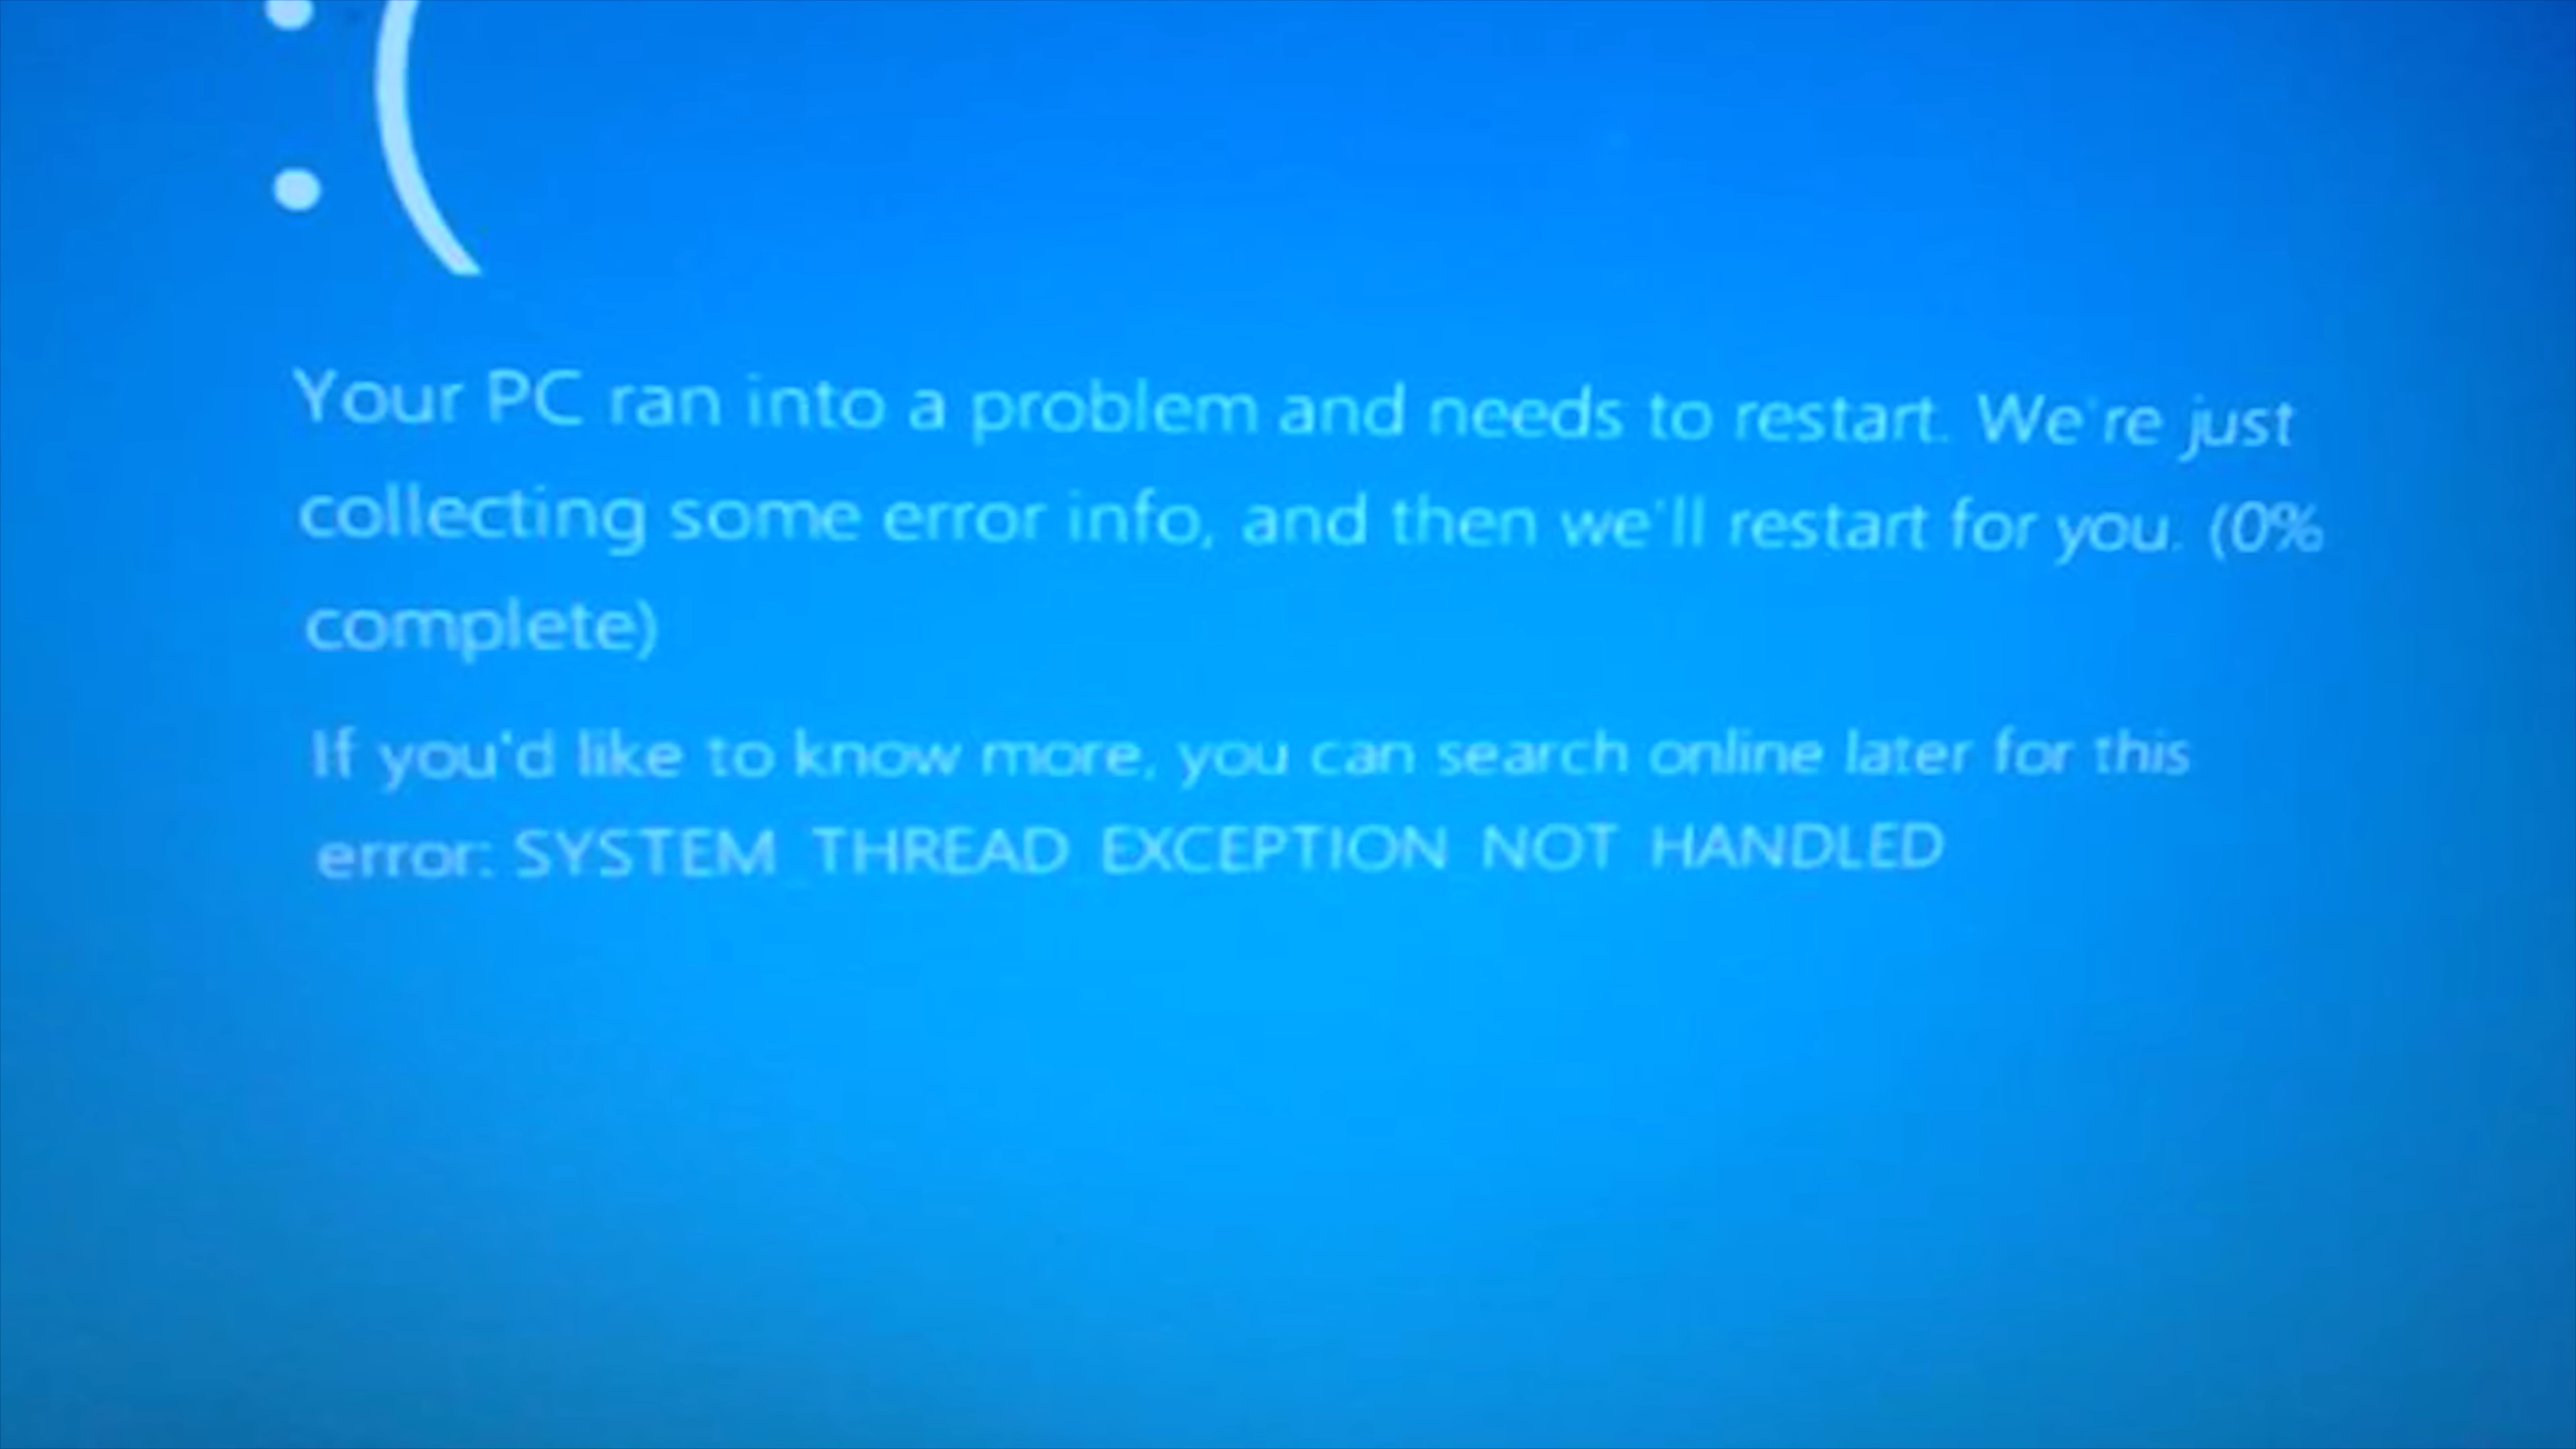 :(
Your PC ran into a problem and needs to restart. We're just
collecting some error info, and then we'll restart for you. (0%
complete)
If you'd like to know more, you can search online later for this
error: SYSTEM_THREAD_EXCEPTION_NOT_HANDLED